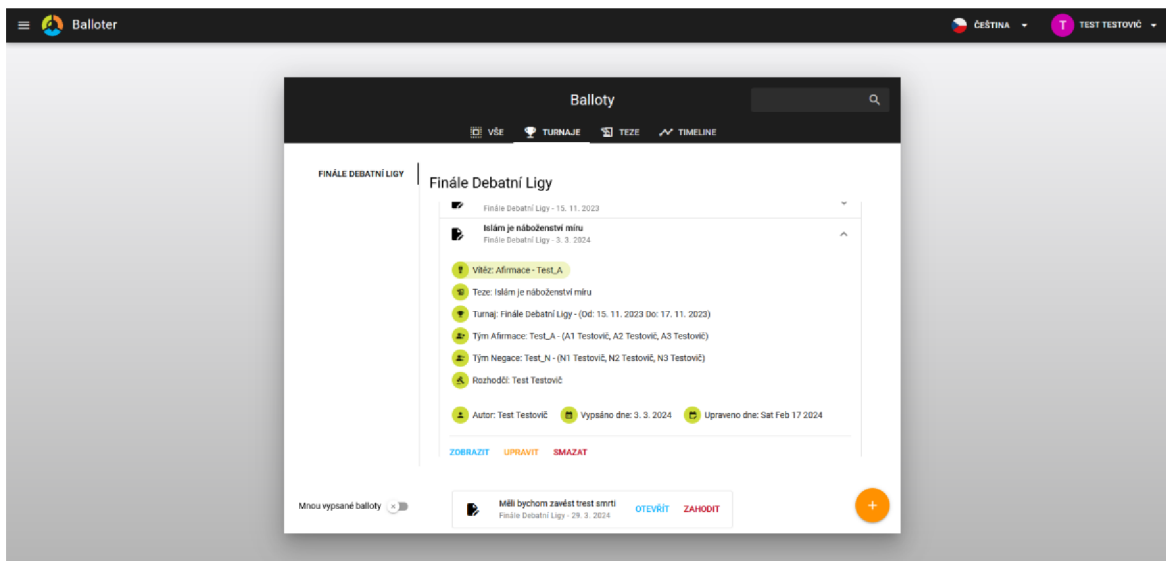 Balloter
ČEŠTINA
T
TEST TESTOVIČ
Balloty
VŠE
TURNAJE
TEZE
TIMELINE
FINÁLE DEBATNÍ LIGY
Finále Debatní Ligy
Finále Debatní Ligy - 15. 11. 2023
Islám je náboženství míru
Finále Debatní Ligy - 3. 3. 2024
Vítěz: Afirmace - Test_A
Teze: Islám je náboženství míru
Turnaj: Finále Debatní Ligy - (Od: 15. 11. 2023 Do: 17. 11. 2023)
Tým Afirmace: Test_A - (A1 Testovič, A2 Testovič, A3 Testovič)
Tým Negace: Test_N - (N1 Testovič, N2 Testovič, N3 Testovič)
Rozhodčí: Test Testovič
Autor: Test Testovič
Vypsáno dne: 3. 3. 2024
Upraveno dne: Sat Feb 17 2024
ZOBRAZIT UPRAVIT SMAZAT
Mnou vypsané balloty
Měli bychom zavést trest smrti
Finále Debatní Ligy - 29. 3. 2024
OTEVŘÍT ZAHODIT